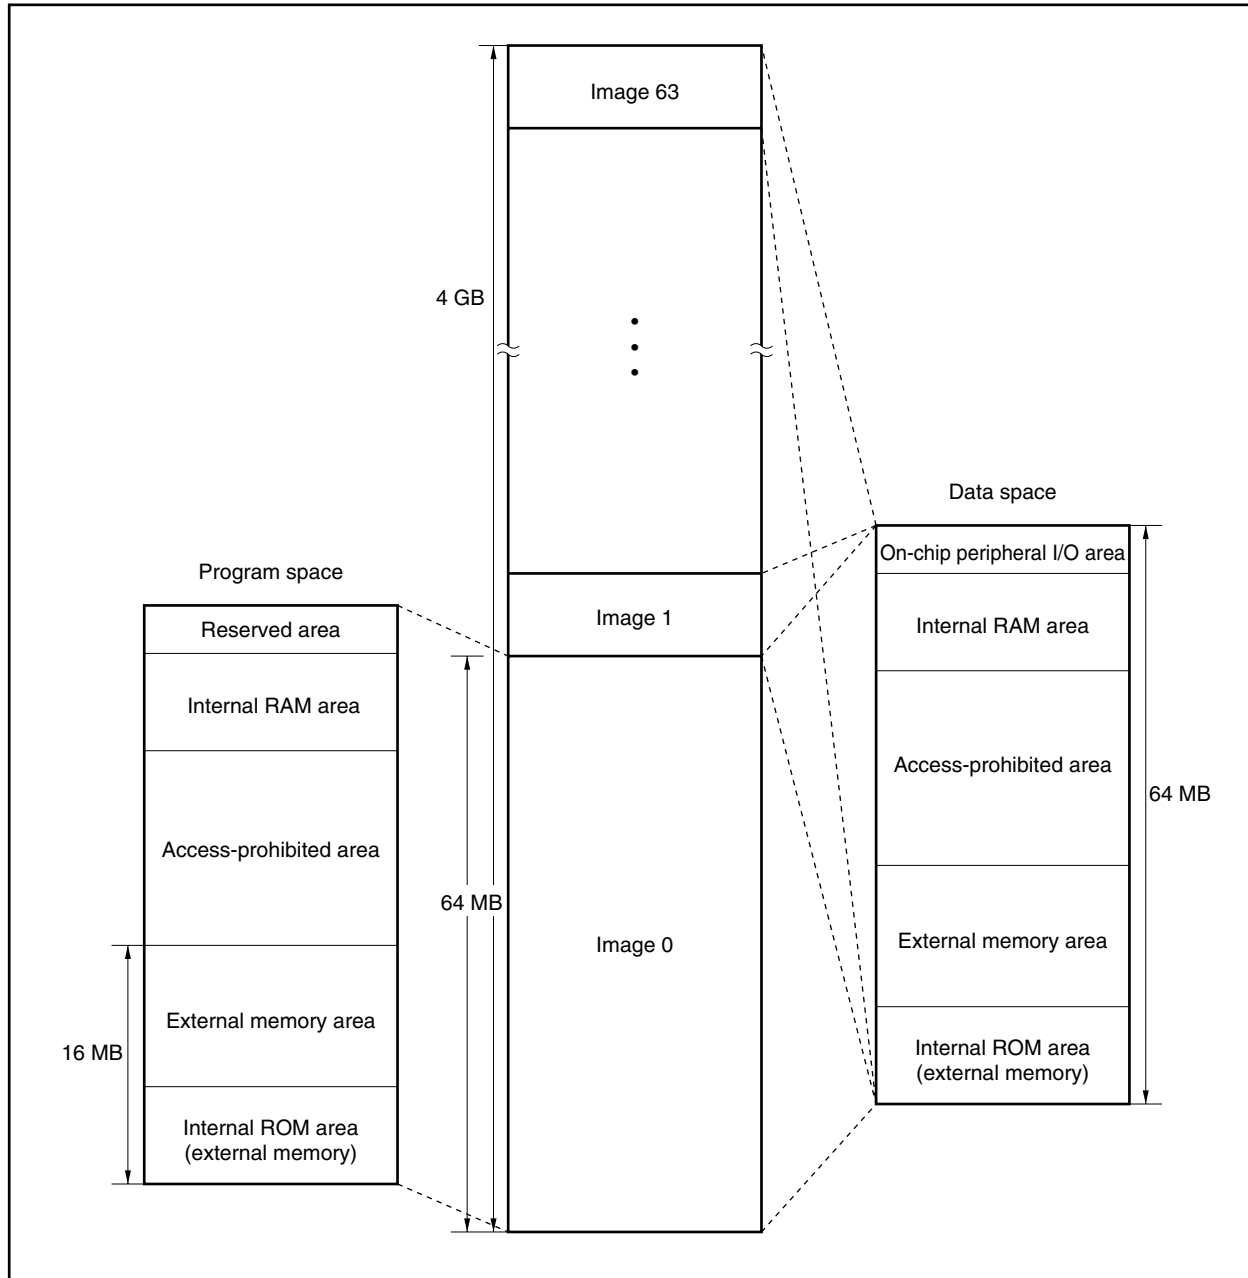 Image 63
4 GB
Data space
On-chip peripheral I/O area
Program space
Reserved area
Image 1
Internal RAM area
Internal RAM area
Access-prohibited area
64 MB
Access-prohibited area
64 MB
Image 0
External memory area
External memory area
16 MB
Internal ROM area
(external memory)
Internal ROM area
(external memory)